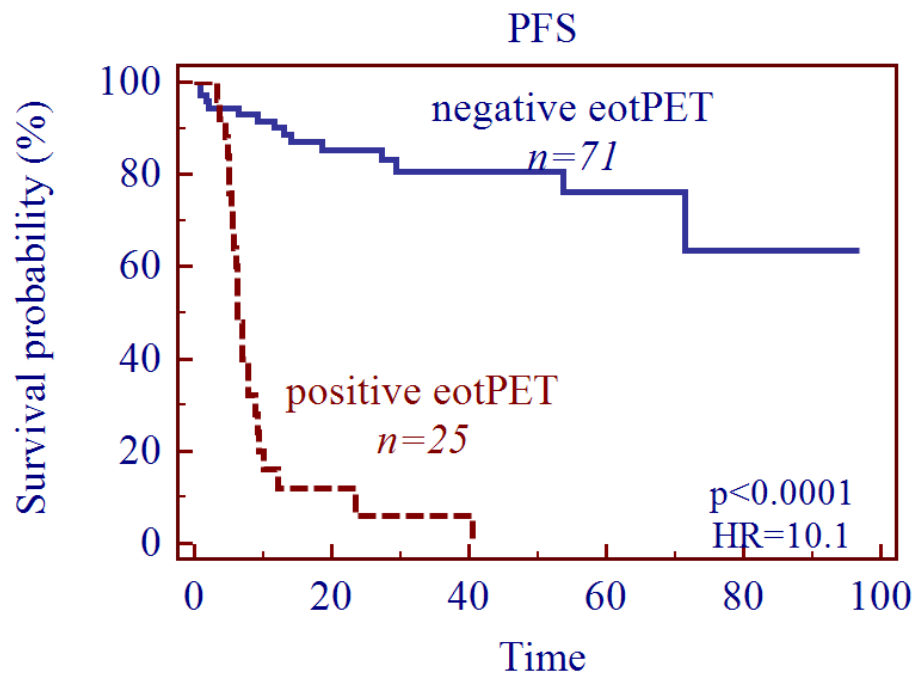 PFS
Survival probability (%)
100
80
60
40
20
0
negative eotPET
n=71
positive eotPET
n=25
p<0.0001
HR=10.1
0 20 40 60 80 100
Time